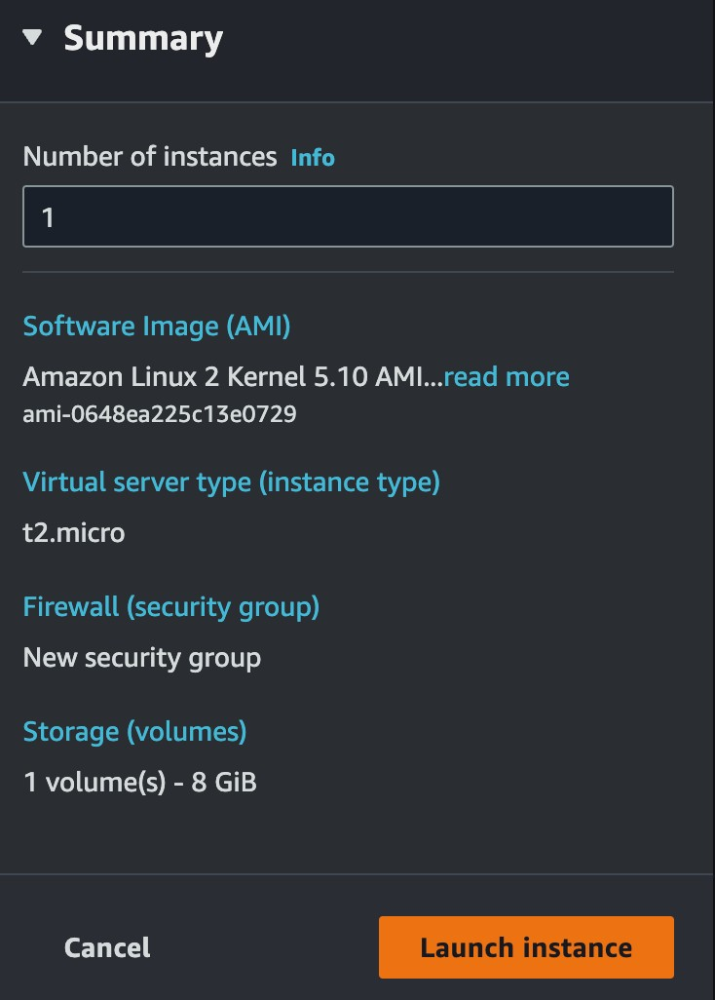 Summary
Number of instances Info
1
Software Image (AMI)
Amazon Linux 2 Kernel 5.10 AMI...read more
ami-0648ea225c13e0729
Virtual server type (instance type)
t2.micro
Firewall (security group)
New security group
Storage (volumes)
1 volume(s) - 8 GiB
Cancel Launch instance